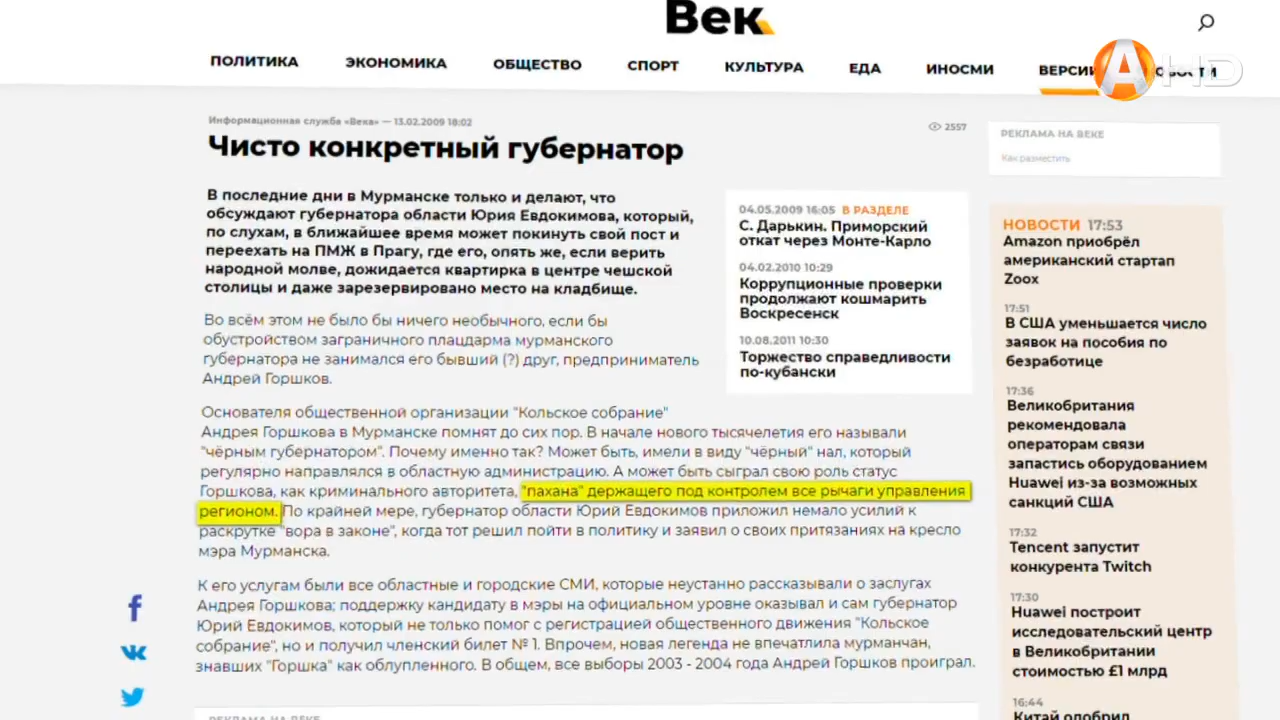 Век
ПОЛИТИКА ЭКОНОМИКА ОБЩЕСТВО СПОРТ КУЛЬТУРА ЕДА ИНОСМИ ВЕРСИИ
А HD
Информационная служба «Века» — 13.02.2009 18:02
2557
Чисто конкретный губернатор
В последние дни в Мурманске только и делают, что
обсуждают губернатора области Юрия Евдокимова, который,
по слухам, в ближайшее время может покинуть свой пост и
переехать на ПМЖ в Прагу, где его, опять же, если верить
народной молве, дожидается квартирка в центре чешской
столицы и даже зарезервировано место на кладбище.
Во всём этом не было бы ничего необычного, если бы
обустройством заграничного плацдарма мурманского
губернатора не занимался его бывший (?) друг, предприниматель
Андрей Горшков.
Основателя общественной организации "Кольское собрание"
Андрея Горшкова в Мурманске помнят до сих пор. В начале нового тысячелетия его называли
"чёрным губернатором". Почему именно так? Может быть, имели в виду "чёрный" нал, который
регулярно направлялся в областную администрацию. А может быть сыграл свою роль статус
Горшкова, как криминального авторитета, "пахана" держащего под контролем все рычаги управления
регионом. По крайней мере, губернатор области Юрий Евдокимов приложил немало усилий к
раскрутке "вора в законе", когда тот решил пойти в политику и заявил о своих притязаниях на кресло
мэра Мурманска.
К его услугам были все областные и городские СМИ, которые неустанно рассказывали о заслугах
Андрея Горшкова; поддержку кандидату в мэры на официальном уровне оказывал и сам губернатор
Юрий Евдокимов, который не только помог с регистрацией общественного движения "Кольское
собрание", но и получил членский билет № 1. Впрочем, новая легенда не впечатлила мурманчан,
знавших "Горшка" как облупленного. В общем, все выборы 2003 - 2004 года Андрей Горшков проиграл.
РЕКЛАМА НА ВЕКЕ
04.05.2009 16:05 В РАЗДЕЛЕ
С. Дарькин. Приморский
откат через Монте-Карло
04.02.2010 10:29
Коррупционные проверки
продолжают кошмарить
Воскресенск
10.08.2011 10:30
Торжество справедливости
по-кубански
РЕКЛАМА НА ВЕКЕ
Как разместить
НОВОСТИ 17:53
Amazon приобрёл
американский стартап
Zoox
17:51
В США уменьшается число
заявок на пособия по
безработице
17:36
Великобритания
рекомендовала
операторам связи
запастись оборудованием
Huawei из-за возможных
санкций США
17:32
Tencent запустит
конкурента Twitch
17:30
Huawei построит
исследовательский центр
в Великобритании
стоимостью £1 млрд
16:44
Китай одобрил